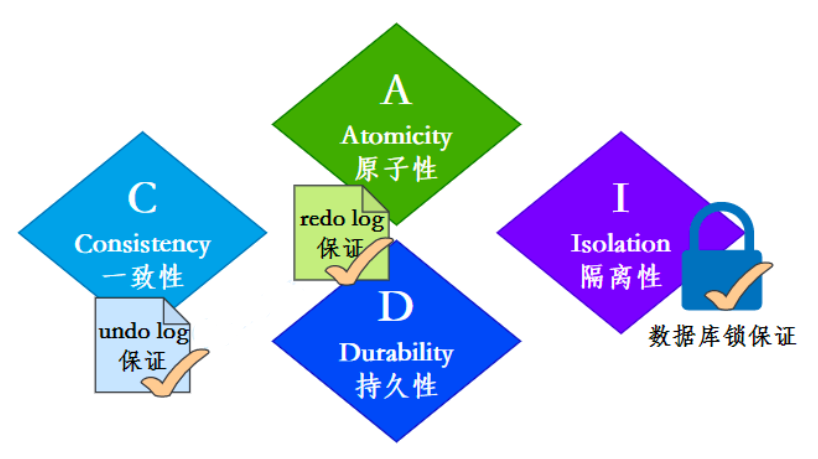 A
Atomicity
原子性
C
Consistency
一致性
redo log
保证
I
Isolation
隔离性
undo log
保证
D
Durability
持久性
数据库锁保证